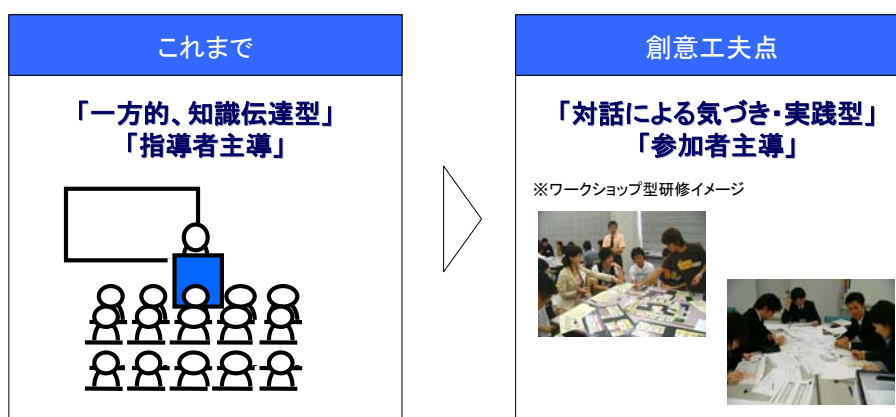 これまで
「一方的、知識伝達型」
「指導者主導」
創意工夫点
「対話による気づき・実践型」
「参加者主導」
※ワークショップ型研修イメージ